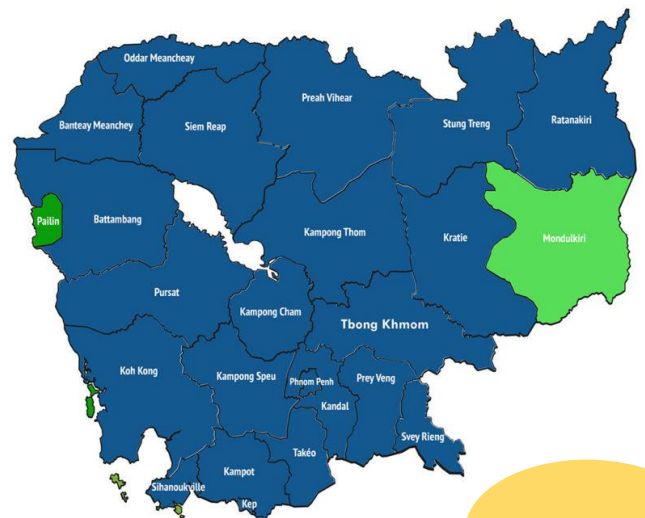 Oddar Meancheay
Preah Vihear
Ratanakiri
Banteay Meanchey
Siem Reap
Stung Treng
Pailin
Battambang
Kampong Thom
Kratie
Mondulkiri
Pursat
Kampong Cham
Tbong Khmom
Koh Kong
Kampong Speu
Phnom Penh
Prey Veng
Kandal
Svey Rieng
Takéo
Kampot
Sihanoukville
Kep